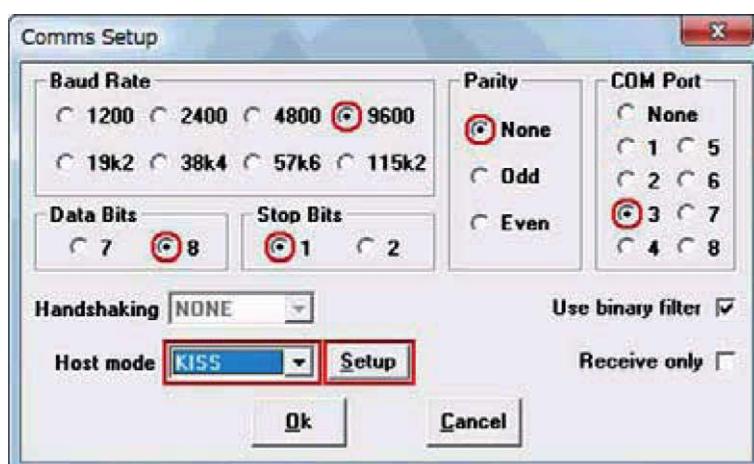 Comms Setup
Baud Rate
1200 2400 4800 9600
19k2 38k4 57k6 115k2
Parity
None
Odd
Even
COM Port
None
1 5
2 6
3 7
4 8
Data Bits
7 8
Stop Bits
1 2
Handshaking NONE
Use binary filter
Host mode KISS Setup
Receive only
Ok Cancel